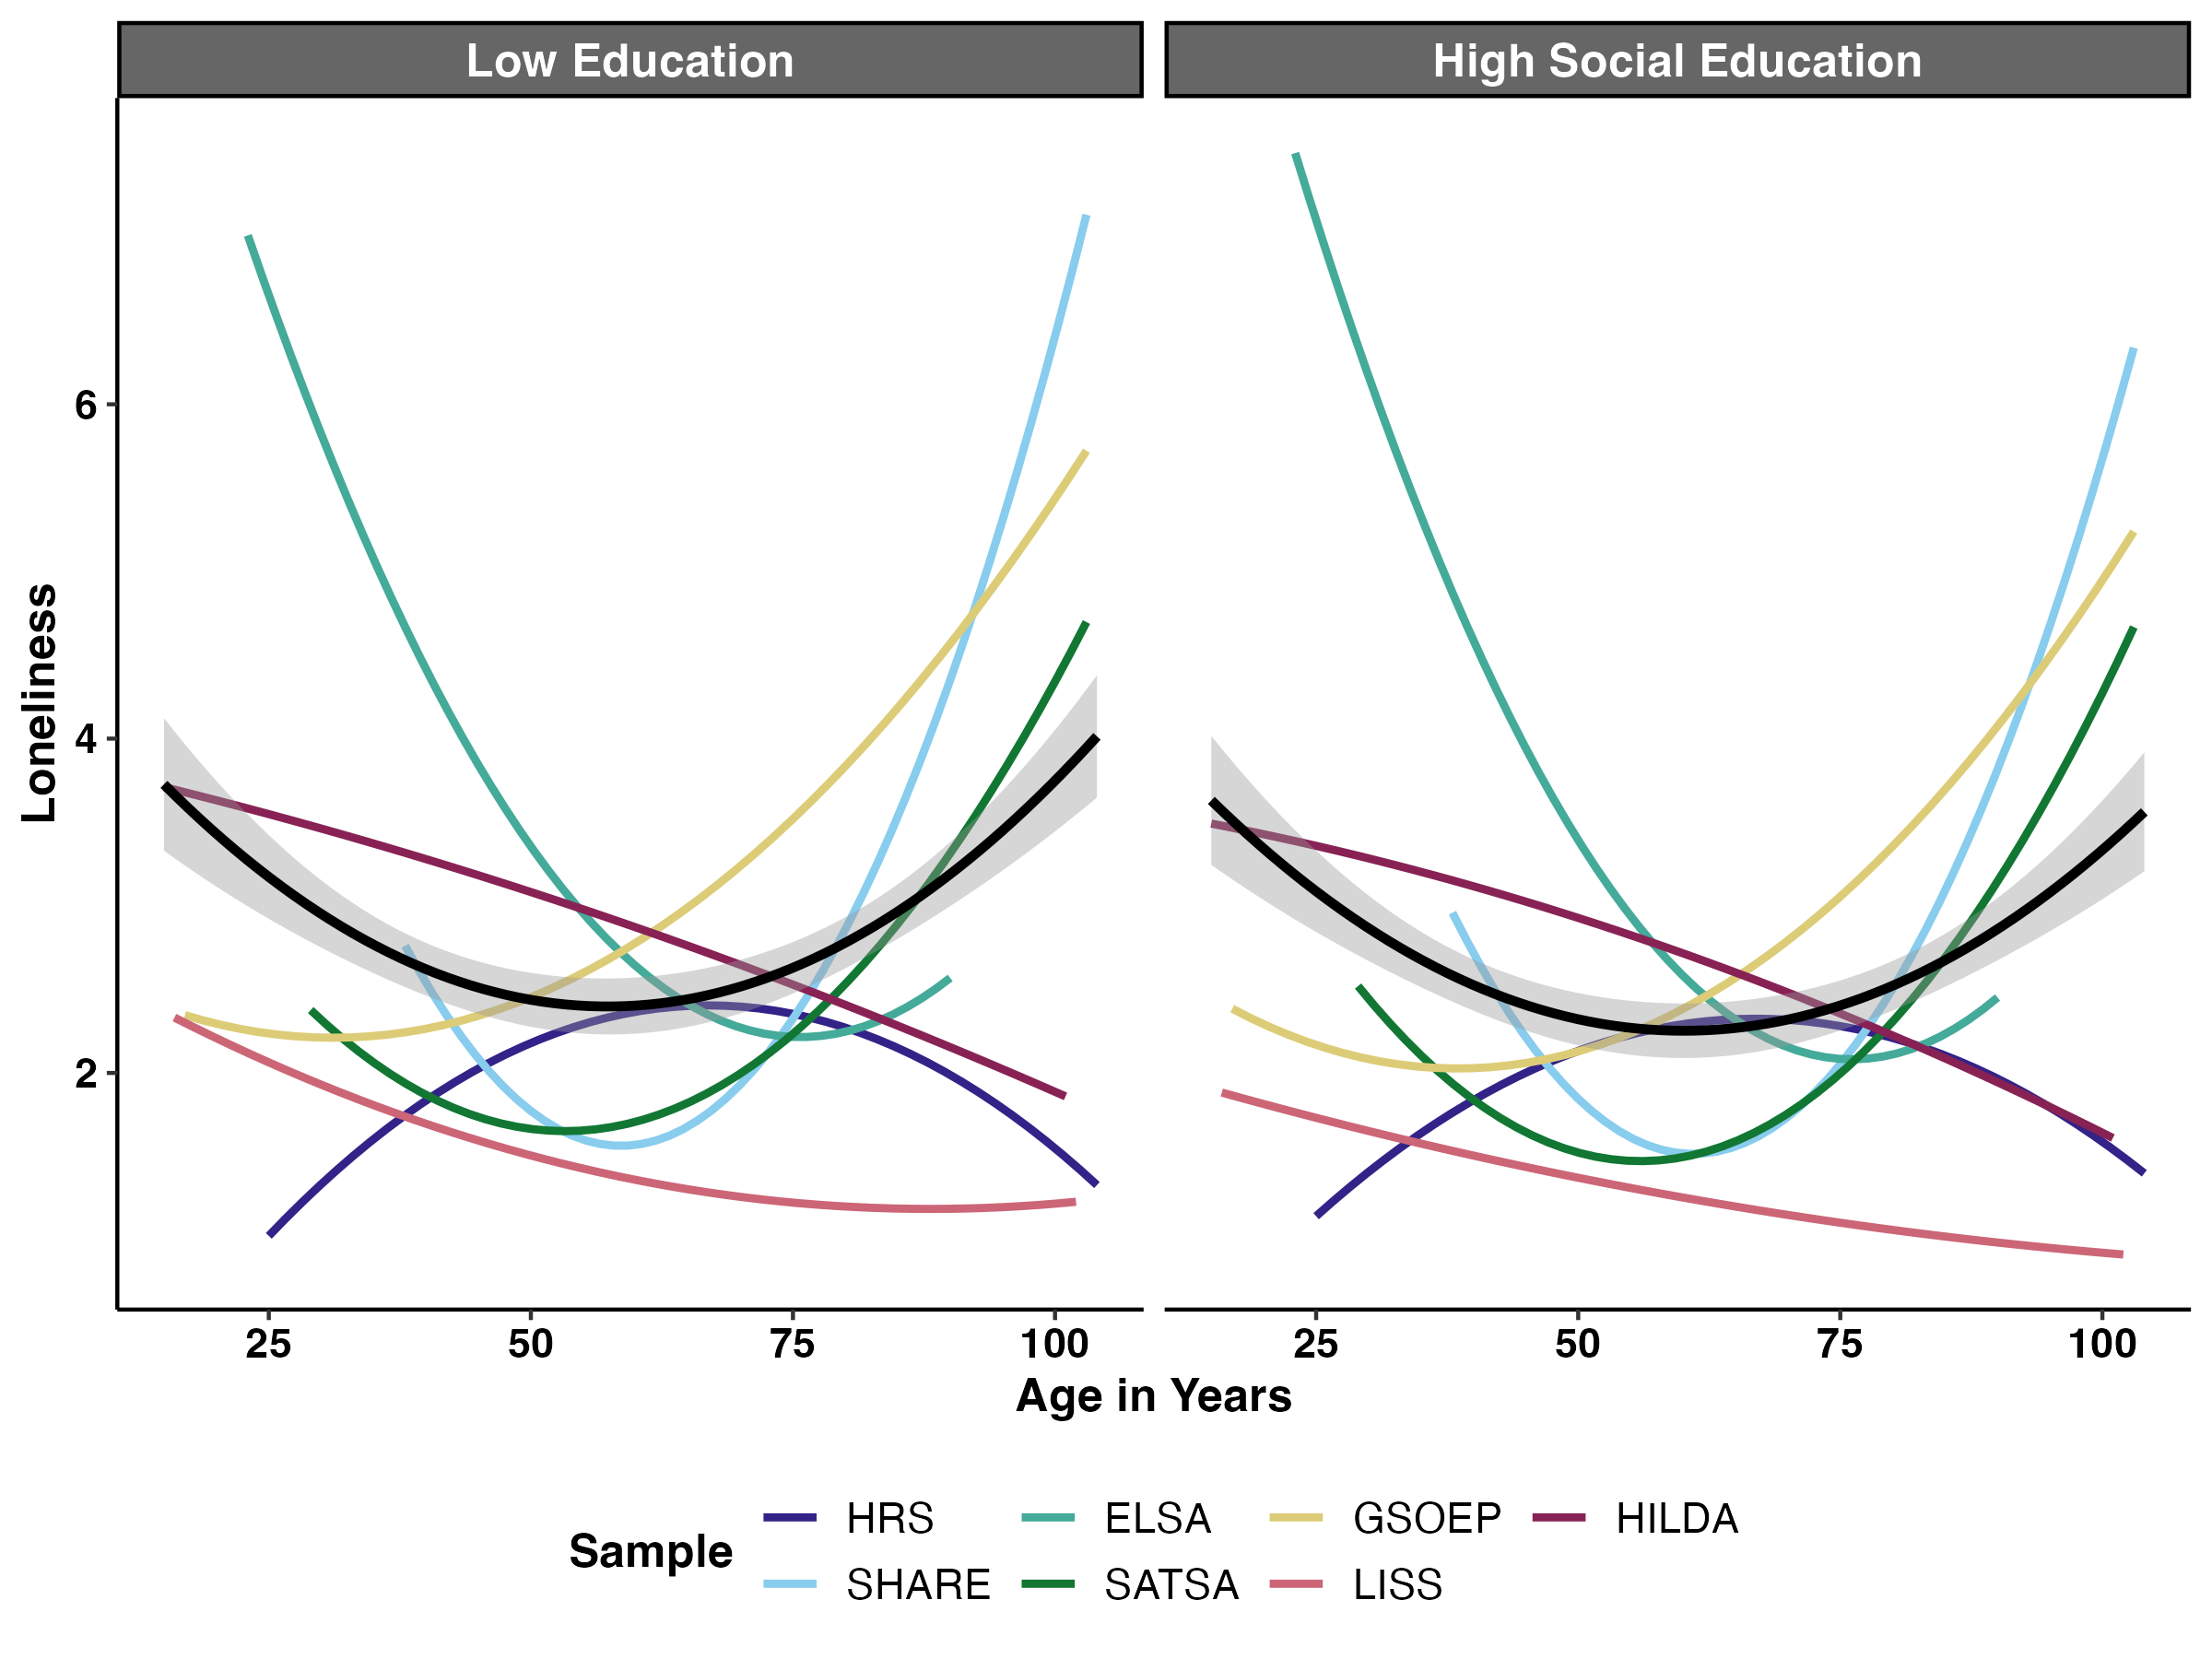 Low Education
High Social Education
Loneliness
6
4
2
25 50 75 100
25 50 75 100
Age in Years
Sample
HRS ELSA GSOEP HILDA
SHARE SATSA LISS